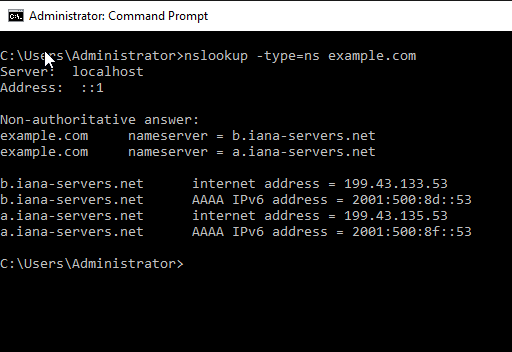 Administrator: Command Prompt
C:\Users\Administrator>nslookup -type=ns example.com
Server:  localhost
Address:  ::1
Non-authoritative answer:
example.com     nameserver = b.iana-servers.net
example.com     nameserver = a.iana-servers.net
b.iana-servers.net      internet address = 199.43.133.53
b.iana-servers.net      AAAA IPv6 address = 2001:500:8d::53
a.iana-servers.net      internet address = 199.43.135.53
a.iana-servers.net      AAAA IPv6 address = 2001:500:8f::53
C:\Users\Administrator>